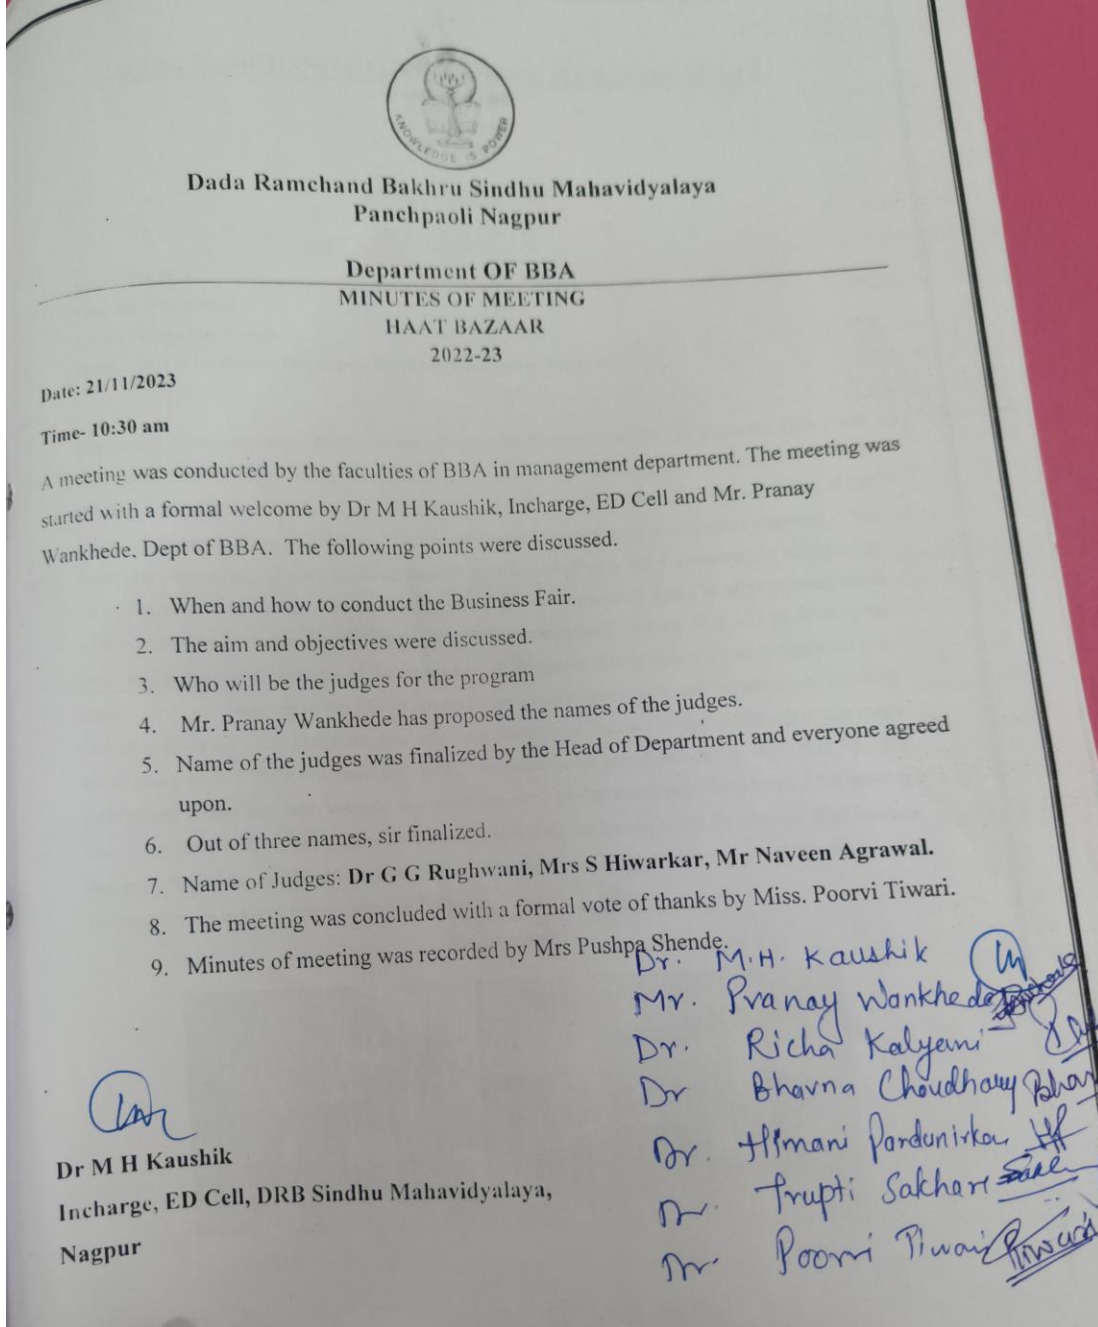 KNOWLEDGE IS POWER
Dada Ramchand Bakhru Sindhu Mahavidyalaya
Panchpaoli Nagpur
Department OF BBA
MINUTES OF MEETING
HAAT BAZAAR
2022-23
Date: 21/11/2023
Time- 10:30 am
A meeting was conducted by the faculties of BBA in management department. The meeting was
started with a formal welcome by Dr M H Kaushik, Incharge, ED Cell and Mr. Pranay
Wankhede. Dept of BBA. The following points were discussed.
1. When and how to conduct the Business Fair.
2. The aim and objectives were discussed.
3. Who will be the judges for the program
4. Mr. Pranay Wankhede has proposed the names of the judges.
5. Name of the judges was finalized by the Head of Department and everyone agreed
upon.
6. Out of three names, sir finalized.
7. Name of Judges: Dr G G Rughwani, Mrs S Hiwarkar, Mr Naveen Agrawal.
8. The meeting was concluded with a formal vote of thanks by Miss. Poorvi Tiwari.
9. Minutes of meeting was recorded by Mrs Pushpa Shende.
Dr. M.H. Kaushik
Mr. Pranay Wankhede
Dr. Richa Kalyani
Dr Bhavna Choudhary
Dr. Himani
Dr. Trupti Sakhare
Dr. Poorvi Tiwari
Dr M H Kaushik
Incharge, ED Cell, DRB Sindhu Mahavidyalaya,
Nagpur